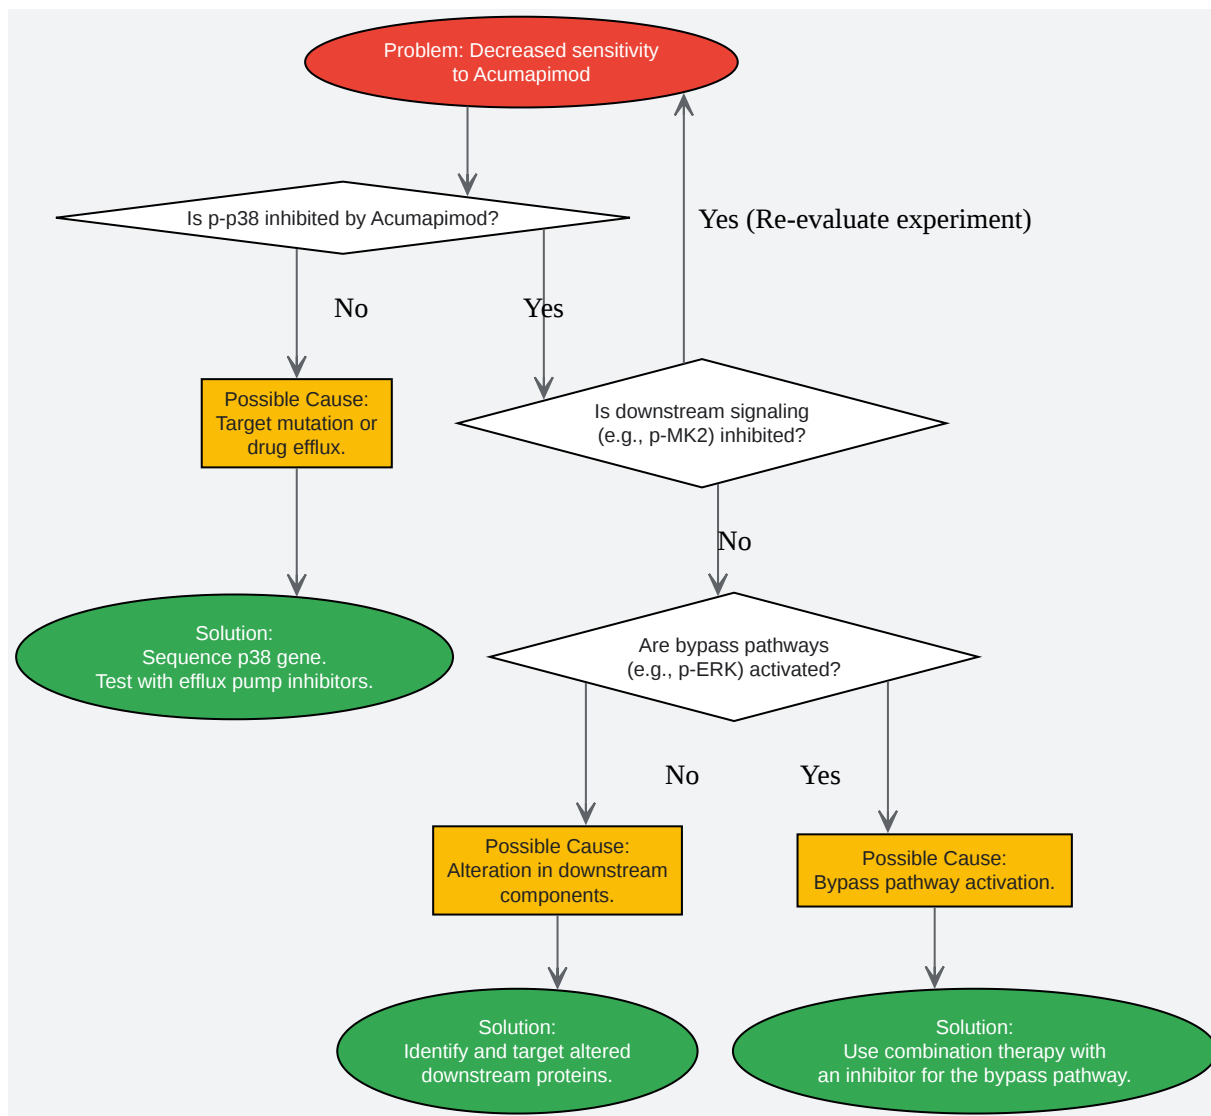 Problem: Decreased sensitivity
to Acumapimod
Is p-p38 inhibited by Acumapimod?
Yes (Re-evaluate experiment)
No
Yes
Possible Cause:
Target mutation or
drug efflux.
Is downstream signaling
(e.g., p-MK2) inhibited?
No
Solution:
Sequence p38 gene.
Test with efflux pump inhibitors.
Are bypass pathways
(e.g., p-ERK) activated?
No
Yes
Possible Cause:
Alteration in downstream
components.
Possible Cause:
Bypass pathway activation.
Solution:
Identify and target altered
downstream proteins.
Solution:
Use combination therapy with
an inhibitor for the bypass pathway.